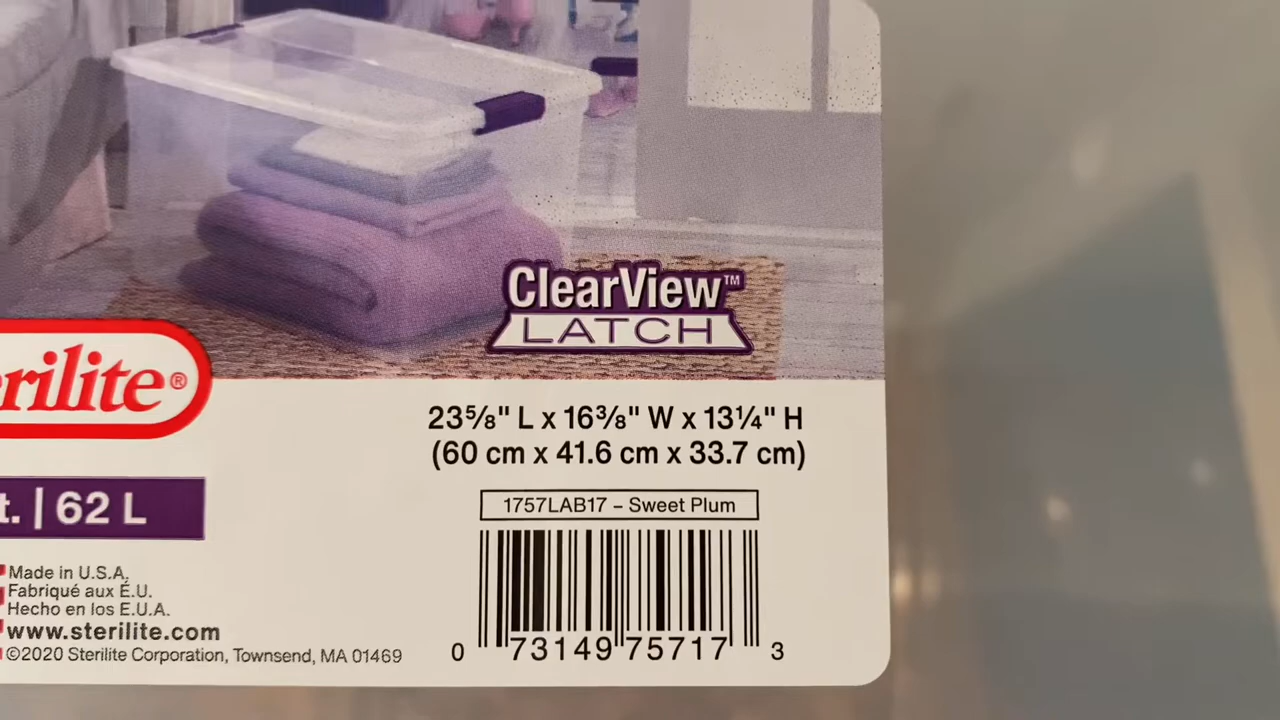 ClearView™
LATCH
rilite®
23⅝" L x 16⅜" W x 13¼" H
(60 cm x 41.6 cm x 33.7 cm)
t. | 62 L
1757LAB17 – Sweet Plum
Made in U.S.A.
Fabriqué aux É.U.
Hecho en los E.U.A.
www.sterilite.com
©2020 Sterilite Corporation, Townsend, MA 01469
0 73149 75717 3